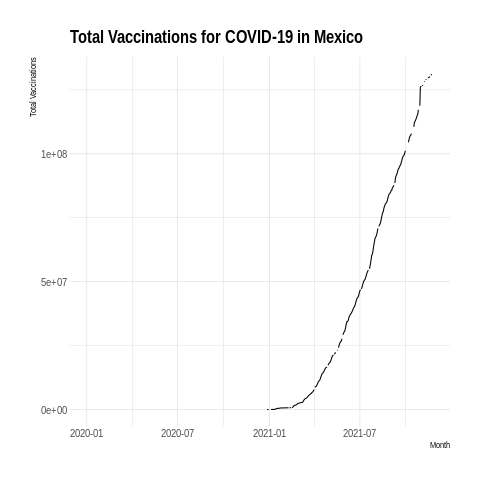 Total Vaccinations for COVID-19 in Mexico
Total Vaccinations
1e+08
5e+07
0e+00
2020-01 2020-07 2021-01 2021-07
Month